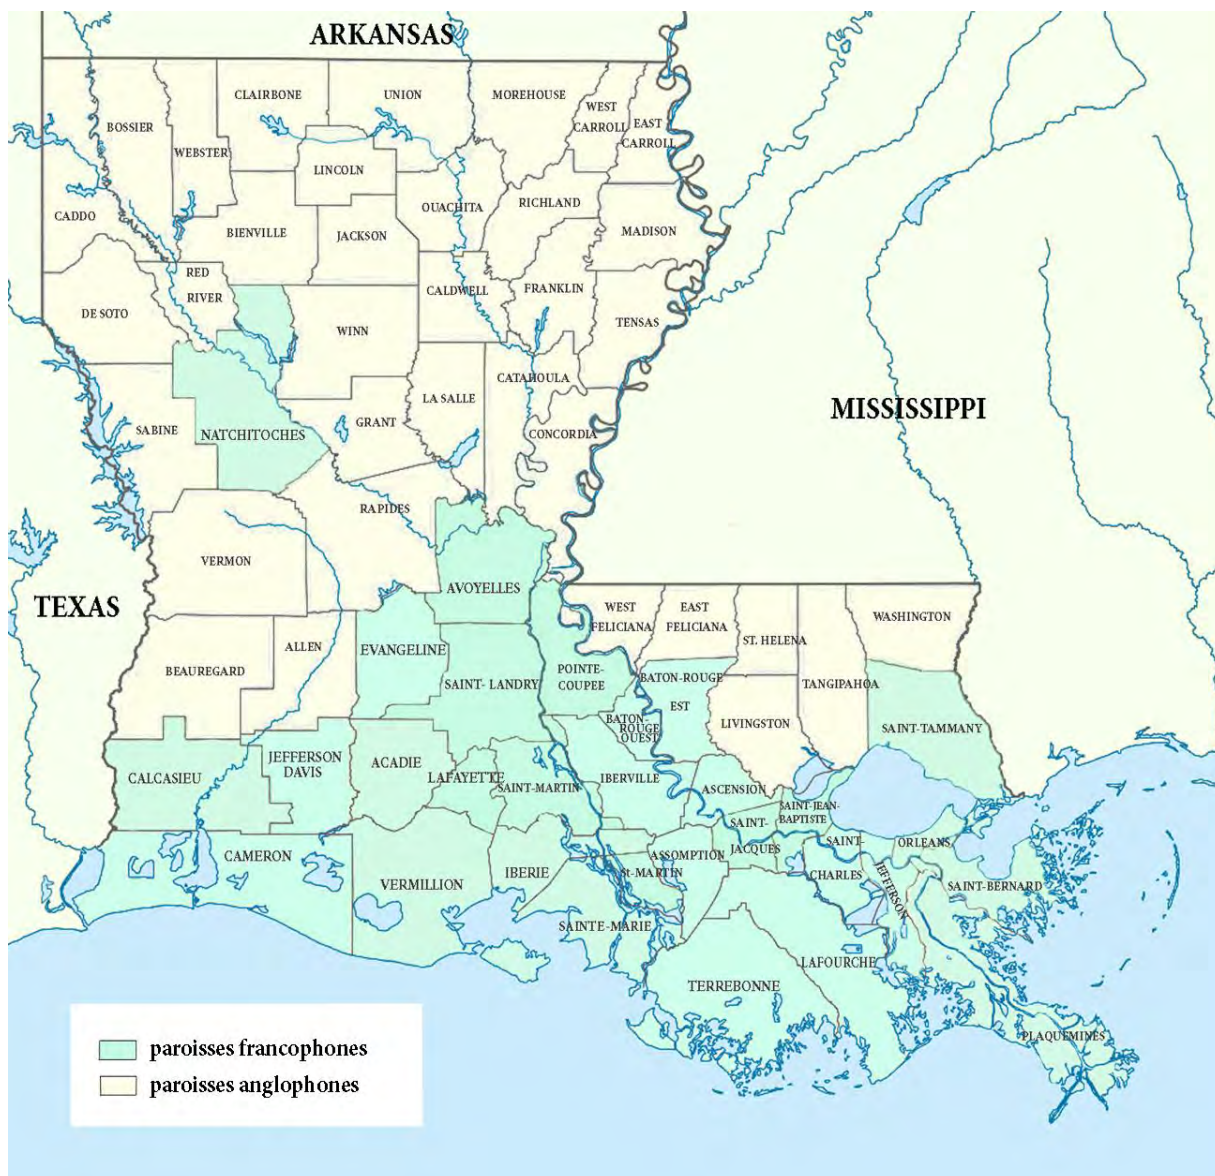 ARKANSAS
CLAIRBONE
UNION
MOREHOUSE
WEST
CARROLL
EAST
CARROLL
BOSSIER
WEBSTER
LINCOLN
CADDO
OUACHITA
RICHLAND
BIENVILLE
JACKSON
MADISON
RED
RIVER
CALDWELL
FRANKLIN
DE SOTO
WINN
TENSAS
CATAHOULA
LA SALLE
MISSISSIPPI
SABINE
NATCHITOCHES
GRANT
CONCORDIA
RAPIDES
VERMON
AVOYELLES
TEXAS
WEST
FELICIANA
EAST
FELICIANA
ST. HELENA
WASHINGTON
ALLEN
EVANGELINE
BEAUREGARD
SAINT- LANDRY
POINTE-
COUPEE
BATON-ROUGE
EST
TANGIPAHOA
BATON-
ROUGE
OUEST
LIVINGSTON
SAINT-TAMMANY
CALCASIEU
JEFFERSON
DAVIS
ACADIE
LAFAYETTE
SAINT-MARTIN
IBERVILLE
ASCENSION
SAINT-JEAN-
BAPTISTE
SAINT-
JACQUES
SAINT-
CHARLES
ORLEANS
CAMERON
VERMILLION
IBERIE
ASSOMPTION
St-MARTIN
JEFFERSON
SAINT-BERNARD
SAINTE-MARIE
LAFOURCHE
TERREBONNE
PLAQUEMINES
paroisses francophones
paroisses anglophones